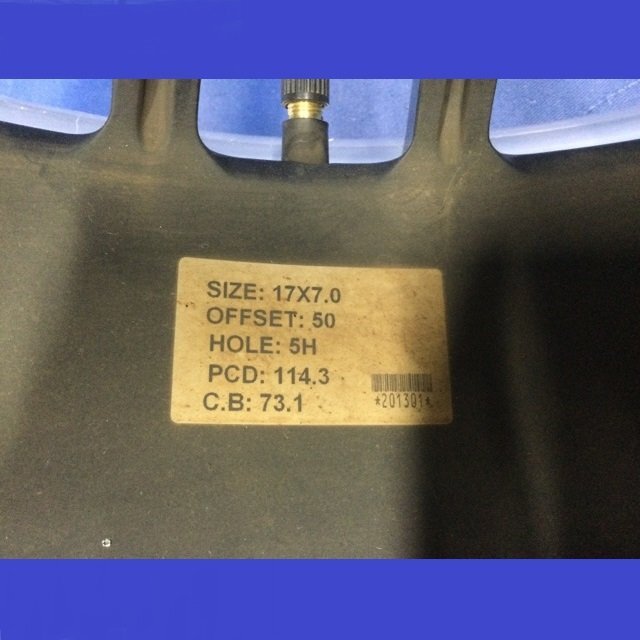 SIZE: 17X7.0
OFFSET: 50
HOLE: 5H
PCD: 114.3
C.B: 73.1
*201301*